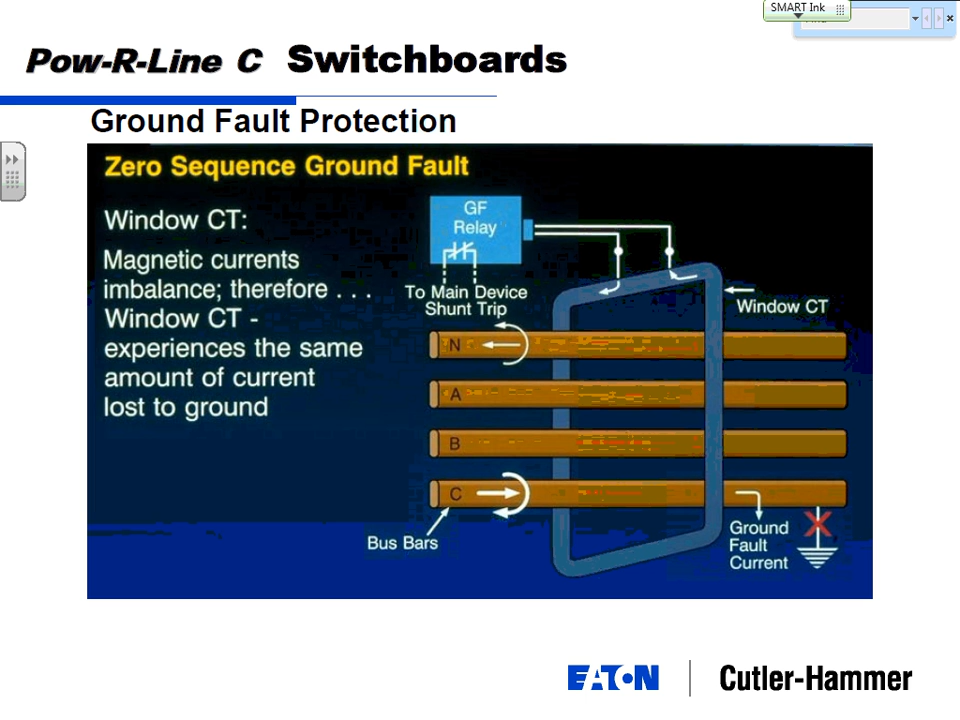 SMART Ink
Pow-R-Line C Switchboards
Ground Fault Protection
Zero Sequence Ground Fault
Window CT:
Magnetic currents
imbalance; therefore . . .
Window CT -
experiences the same
amount of current
lost to ground
GF
Relay
To Main Device
Shunt Trip
Window CT
N
A
B
C
Bus Bars
Ground
Fault
Current
EATON
Cutler-Hammer